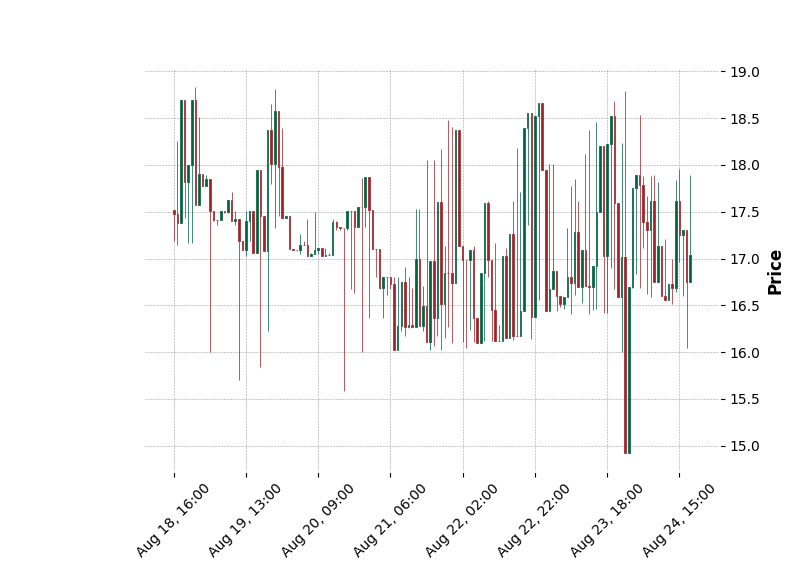 19.0
18.5
18.0
17.5
17.0
16.5
16.0
15.5
15.0
Price
Aug 18, 16:00
Aug 19, 13:00
Aug 20, 09:00
Aug 21, 06:00
Aug 22, 02:00
Aug 22, 22:00
Aug 23, 18:00
Aug 24, 15:00